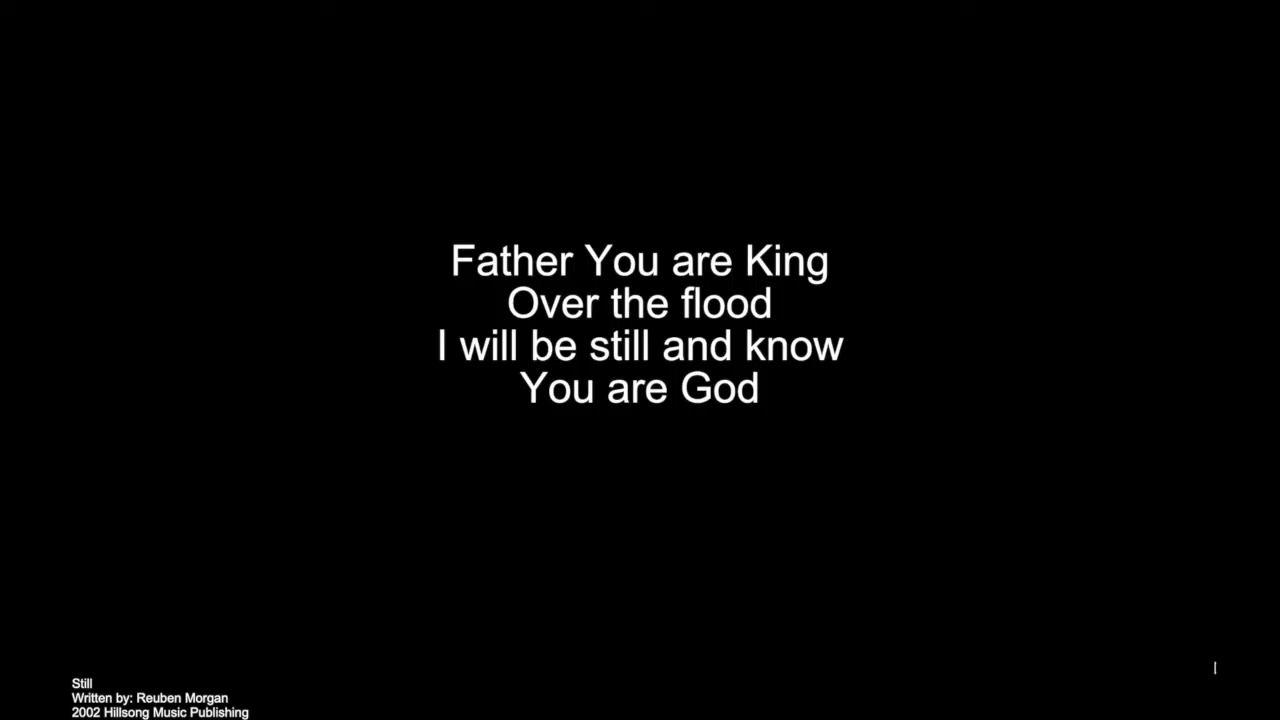 Father You are King
Over the flood
I will be still and know
You are God
Still
Written by: Reuben Morgan
2002 Hillsong Music Publishing